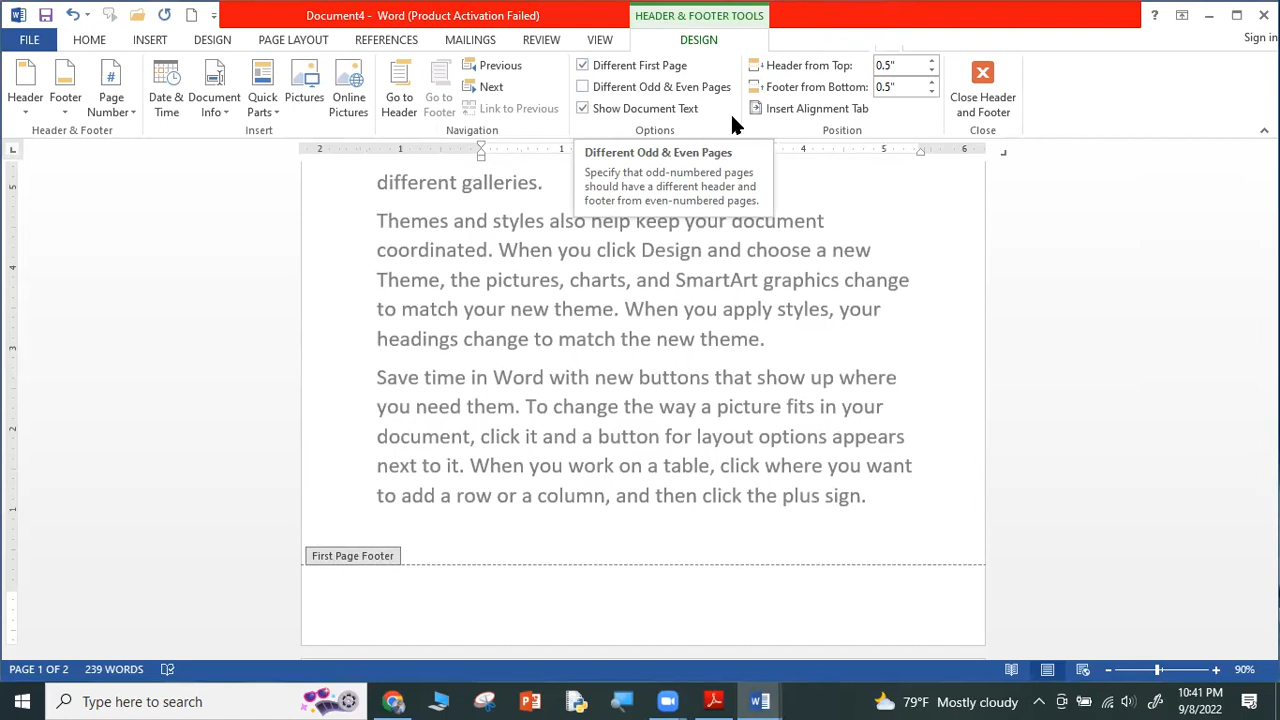 Document4 - Word (Product Activation Failed)
HEADER & FOOTER TOOLS
?
FILE
HOME
INSERT
DESIGN
PAGE LAYOUT
REFERENCES
MAILINGS
REVIEW
VIEW
DESIGN
Sign in
Header
Footer
Page
Number
Header & Footer
Date &
Time
Document
Info
Quick
Parts
Pictures
Online
Pictures
Insert
Go to
Header
Go to
Footer
Previous
Next
Link to Previous
Navigation
Different First Page
Different Odd & Even Pages
Show Document Text
Options
Header from Top: 0.5"
Footer from Bottom: 0.5"
Insert Alignment Tab
Position
Close Header
and Footer
Close
2 1 1 4 5 6
Different Odd & Even Pages
Specify that odd-numbered pages
should have a different header and
footer from even-numbered pages.
5
4
3
2
1
different galleries.
Themes and styles also help keep your document
coordinated. When you click Design and choose a new
Theme, the pictures, charts, and SmartArt graphics change
to match your new theme. When you apply styles, your
headings change to match the new theme.
Save time in Word with new buttons that show up where
you need them. To change the way a picture fits in your
document, click it and a button for layout options appears
next to it. When you work on a table, click where you want
to add a row or a column, and then click the plus sign.
First Page Footer
PAGE 1 OF 2
239 WORDS
90%
Type here to search
79°F Mostly cloudy
10:41 PM
9/8/2022